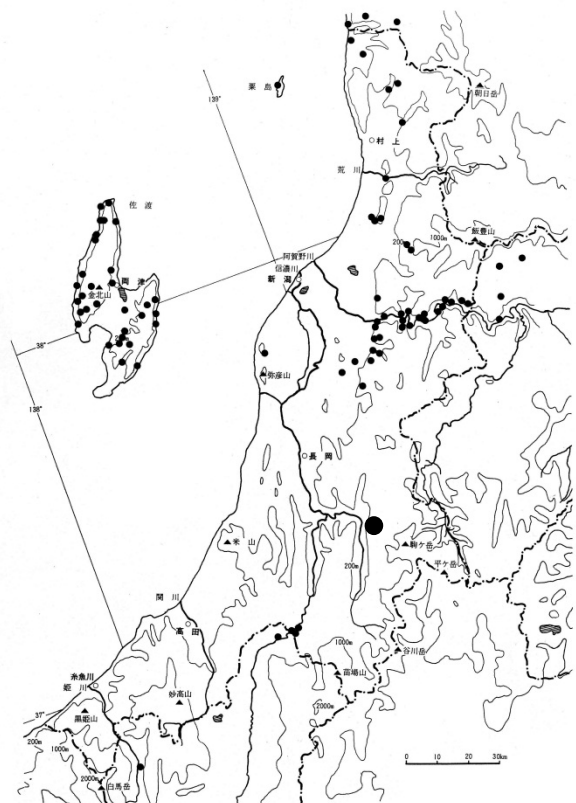 粟島
朝日岳
139°
村上
荒川
佐渡
200m
1000m
飯豊山
阿賀野川
信濃川
新潟
両津
金北山
38°
弥彦山
138°
長岡
駒ケ岳
米山
平ケ岳
200m
関川
高田
1000m
谷川岳
苗場山
糸魚川
姫川
妙高山
2000m
37°
黒姫山
200m
1000m
2000m
白馬岳
0 10 20 30km